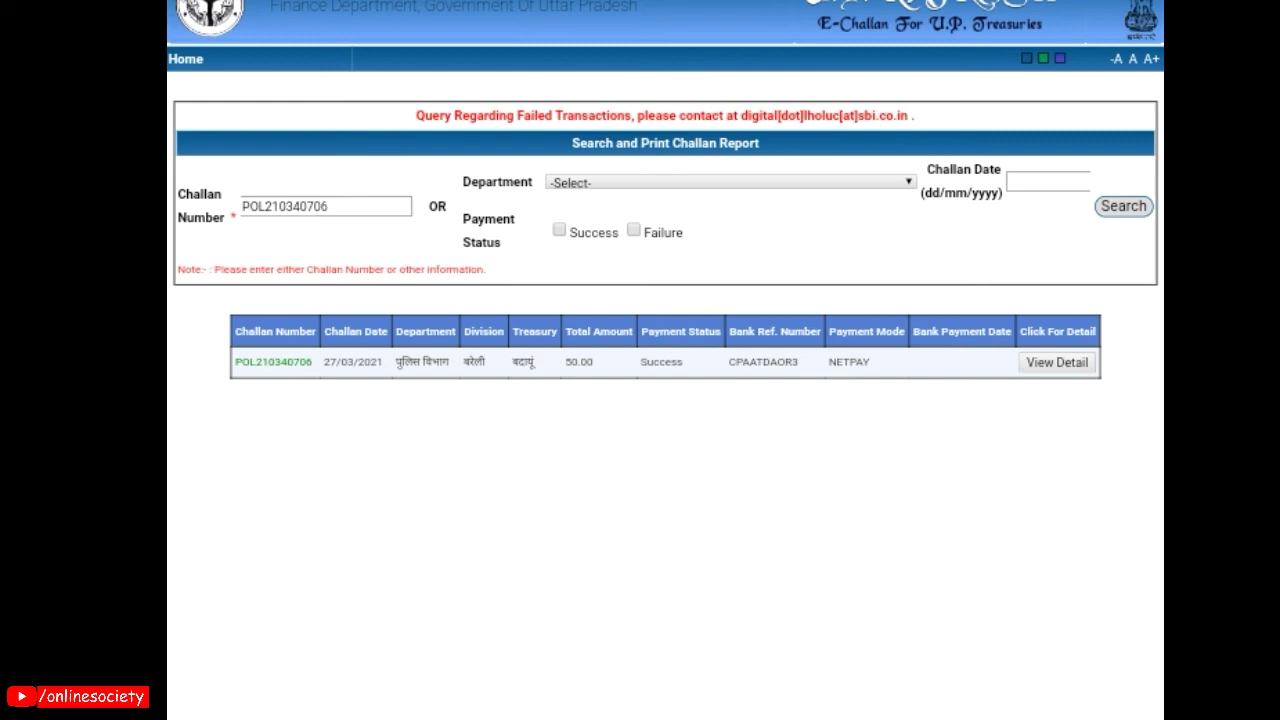 Finance Department, Government Of Uttar Pradesh
E-Challan For U.P. Treasuries
Home
-A A A+
Query Regarding Failed Transactions, please contact at digital[dot]lholuc[at]sbi.co.in .
Search and Print Challan Report
Challan Number * POL210340706 OR Department -Select- Challan Date (dd/mm/yyyy) Search
Payment Status Success Failure
Note:- : Please enter either Challan Number or other information.
Challan Number Challan Date Department Division Treasury Total Amount Payment Status Bank Ref. Number Payment Mode Bank Payment Date Click For Detail
POL210340706 27/03/2021 पुलिस विभाग बरेली बदायूं 50.00 Success CPAATDAOR3 NETPAY View Detail
/onlinesociety